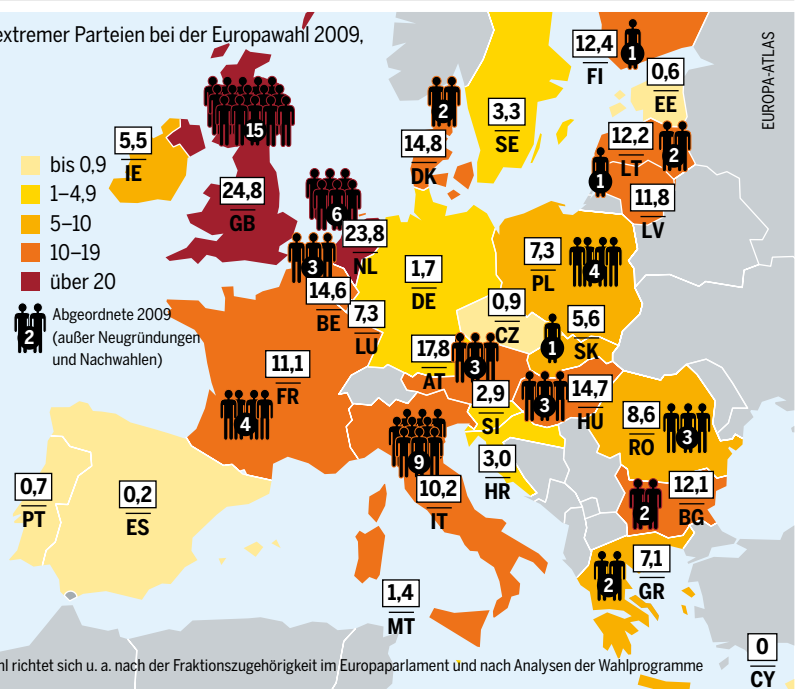 extremer Parteien bei der Europawahl 2009,
EUROPA-ATLAS
12,4
FI
1
0,6
EE
15
5,5
IE
2
14,8
DK
3,3
SE
12,2
LT
2
1
11,8
LV
bis 0,9
1–4,9
5–10
10–19
über 20
2
Abgeordnete 2009
(außer Neugründungen
und Nachwahlen)
24,8
GB
6
23,8
NL
3
14,6
BE
7,3
LU
1,7
DE
7,3
PL
4
0,9
CZ
1
5,6
SK
17,8
AT
3
11,1
FR
4
2,9
SI
3
14,7
HU
8,6
RO
3
9
10,2
IT
3,0
HR
0,7
PT
0,2
ES
2
12,1
BG
2
7,1
GR
1,4
MT
0
CY
richtet sich u. a. nach der Fraktionszugehörigkeit im Europaparlament und nach Analysen der Wahlprogramme